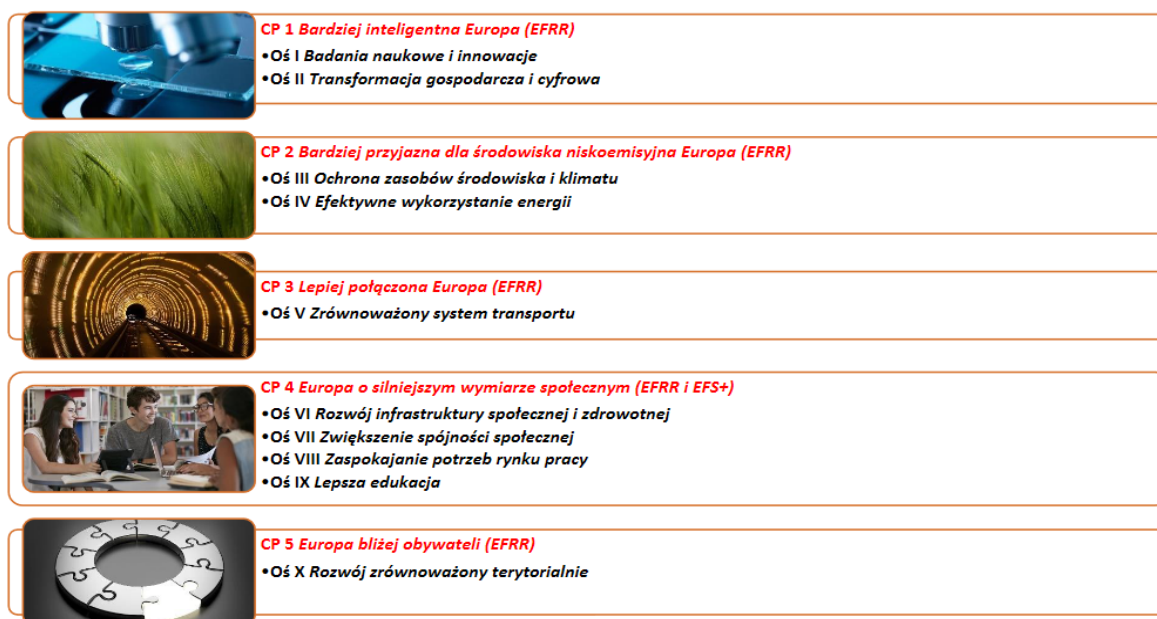 CP 1 Bardziej inteligentna Europa (EFRR)
•Oś I Badania naukowe i innowacje
•Oś II Transformacja gospodarcza i cyfrowa
CP 2 Bardziej przyjazna dla środowiska niskoemisyjna Europa (EFRR)
•Oś III Ochrona zasobów środowiska i klimatu
•Oś IV Efektywne wykorzystanie energii
CP 3 Lepiej połączona Europa (EFRR)
•Oś V Zrównoważony system transportu
CP 4 Europa o silniejszym wymiarze społecznym (EFRR i EFS+)
•Oś VI Rozwój infrastruktury społecznej i zdrowotnej
•Oś VII Zwiększenie spójności społecznej
•Oś VIII Zaspokajanie potrzeb rynku pracy
•Oś IX Lepsza edukacja
CP 5 Europa bliżej obywateli (EFRR)
•Oś X Rozwój zrównoważony terytorialnie